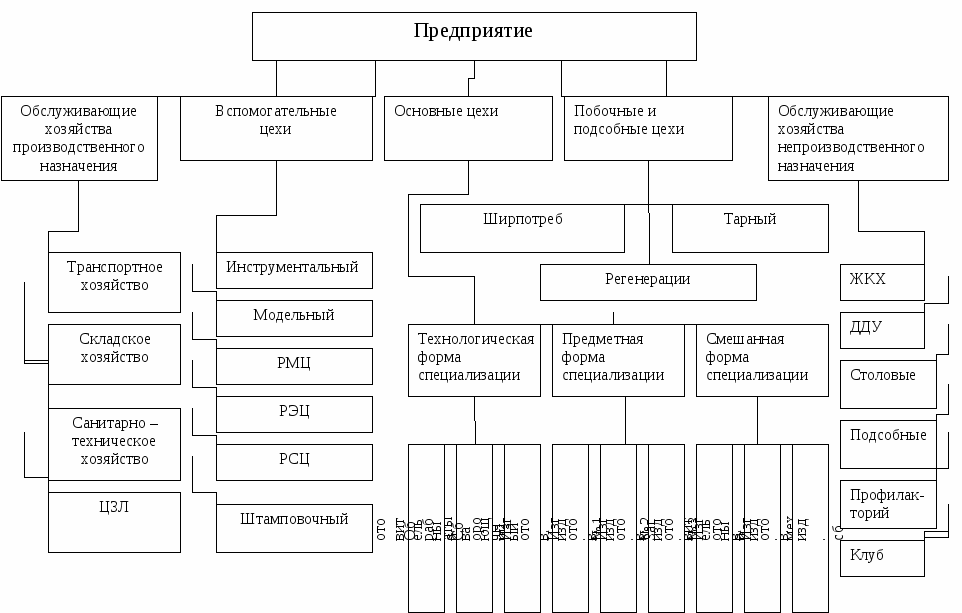 Предприятие
Обслуживающие
хозяйства
производственного
назначения
Вспомогательные
цехи
Основные цехи
Побочные и
подсобные цехи
Обслуживающие
хозяйства
непроизводственного
назначения
Ширпотреб
Тарный
Регенерации
Транспортное
хозяйство
Складское
хозяйство
Санитарно –
техническое
хозяйство
ЦЗЛ
Инструментальный
Модельный
РМЦ
РЭЦ
РСЦ
Штамповочный
Технологическая
форма
специализации
Предметная
форма
специализации
Смешанная
форма
специализации
ЖКХ
ДДУ
Столовые
Подсобные
Профилак-
торий
Клуб